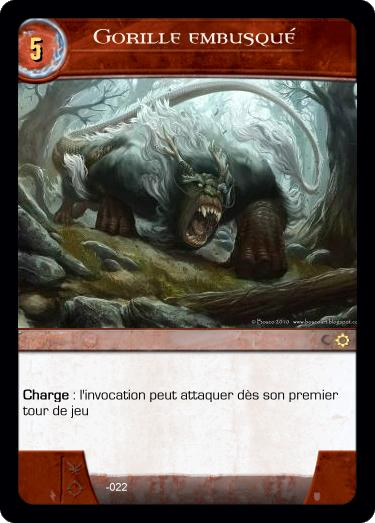 Gorille embusqué
5
© Bosco 2010 www.boscoart.blogspot.co
Charge : l'invocation peut attaquer dès son premier
tour de jeu
-022